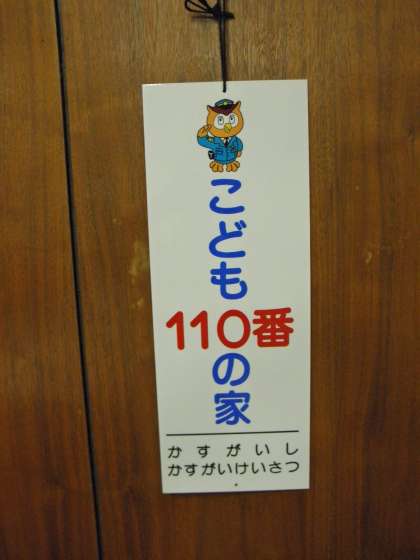 こども
110番
の家
かすがいし
かすがいけいさつ